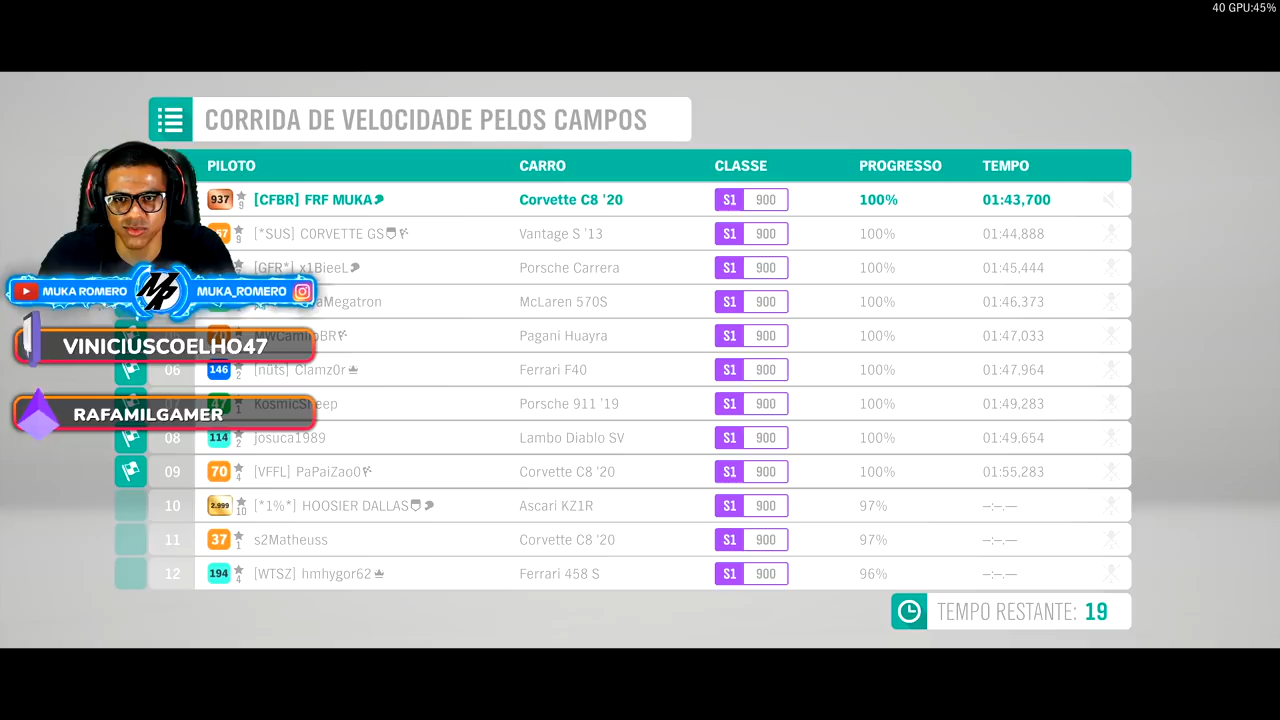 40 GPU:45%
CORRIDA DE VELOCIDADE PELOS CAMPOS
PILOTO CARRO CLASSE PROGRESSO TEMPO
937 9 [CFBR] FRF MUKA Corvette C8 '20 S1 900 100% 01:43,700
9 [*SUS] CORVETTE GS Vantage S '13 S1 900 100% 01:44,888
[GFR*] x1BieeL Porsche Carrera S1 900 100% 01:45,444
MUKA ROMERO MUKA_ROMERO
aMegatron McLaren 570S S1 900 100% 01:46,373
70 Pagani Huayra S1 900 100% 01:47,033
VINICIUSCOELHO47
06 146 2 [nüts] Clamz0r Ferrari F40 S1 900 100% 01:47,964
47 1 KosmicSheep Porsche 911 '19 S1 900 100% 01:49,283
RAFAMILGAMER
08 114 2 Josuca1989 Lambo Diablo SV S1 900 100% 01:49,654
09 70 4 [VFFL] PaPaiZao0 Corvette C8 '20 S1 900 100% 01:55,283
10 2.999 10 [*1%*] HOOSIER DALLAS Ascari KZ1R S1 900 97% --:--.---
11 37 1 s2Matheuss Corvette C8 '20 S1 900 97% --:--.---
12 194 4 [WTSZ] hmhygor62 Ferrari 458 S S1 900 96% --:--.---
TEMPO RESTANTE: 19